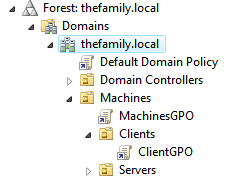 Forest: thefamily.local
Domains
thefamily.local
Default Domain Policy
Domain Controllers
Machines
MachinesGPO
Clients
ClientGPO
Servers